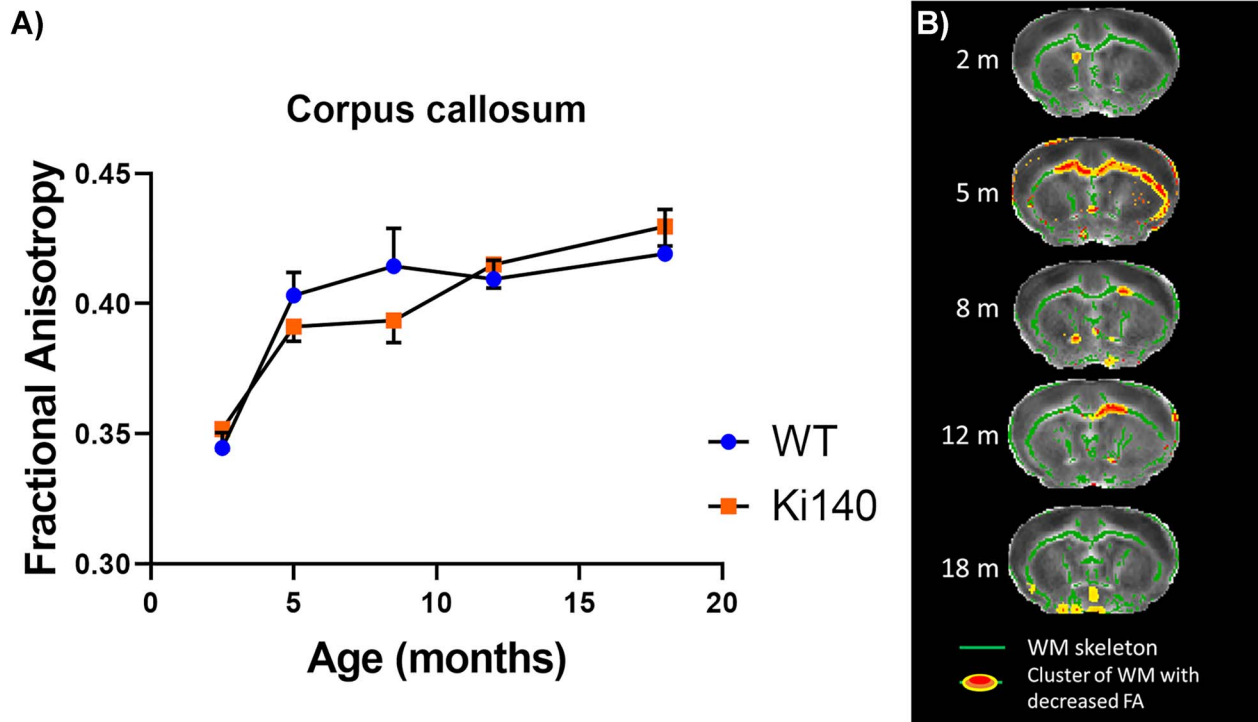 A)
Corpus callosum
Fractional Anisotropy
0.45
0.40
0.35
0.30
0
5
10
15
20
Age (months)
WT
Ki140
B)
2 m
5 m
8 m
12 m
18 m
WM skeleton
Cluster of WM with
decreased FA